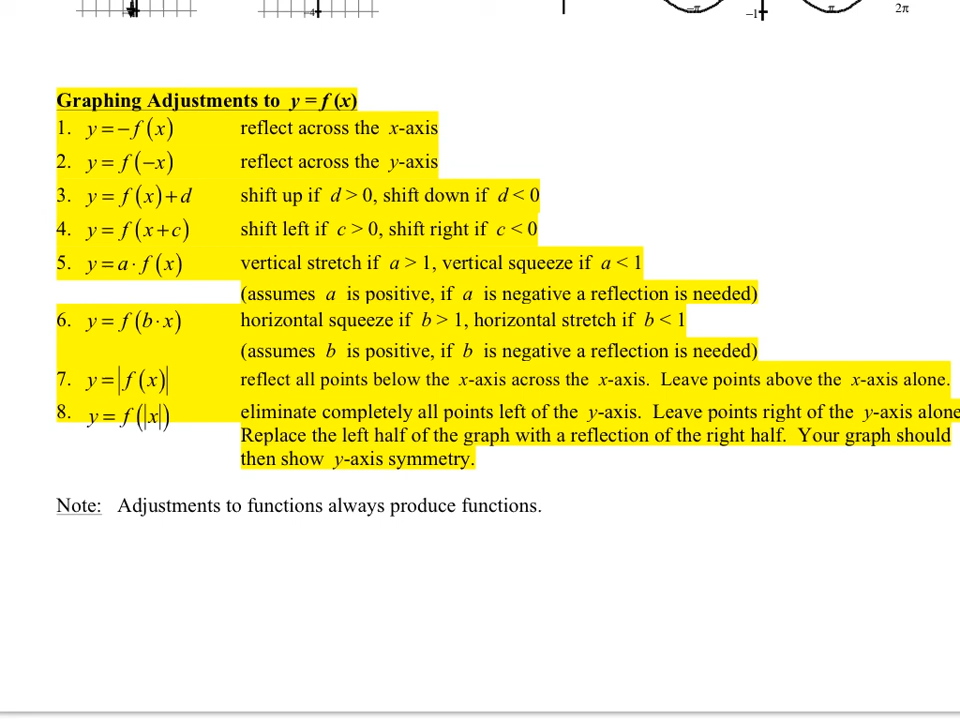 -4
-π
-1
π
2π
Graphing Adjustments to y = f (x)
1. y = −f (x) reflect across the x-axis
2. y = f (−x) reflect across the y-axis
3. y = f (x) + d shift up if d > 0, shift down if d < 0
4. y = f (x + c) shift left if c > 0, shift right if c < 0
5. y = a · f (x) vertical stretch if a > 1, vertical squeeze if a < 1
(assumes a is positive, if a is negative a reflection is needed)
6. y = f (b · x) horizontal squeeze if b > 1, horizontal stretch if b < 1
(assumes b is positive, if b is negative a reflection is needed)
7. y = |f (x)| reflect all points below the x-axis across the x-axis. Leave points above the x-axis alone.
8. y = f (|x|) eliminate completely all points left of the y-axis. Leave points right of the y-axis alone
Replace the left half of the graph with a reflection of the right half. Your graph should
then show y-axis symmetry.
Note: Adjustments to functions always produce functions.